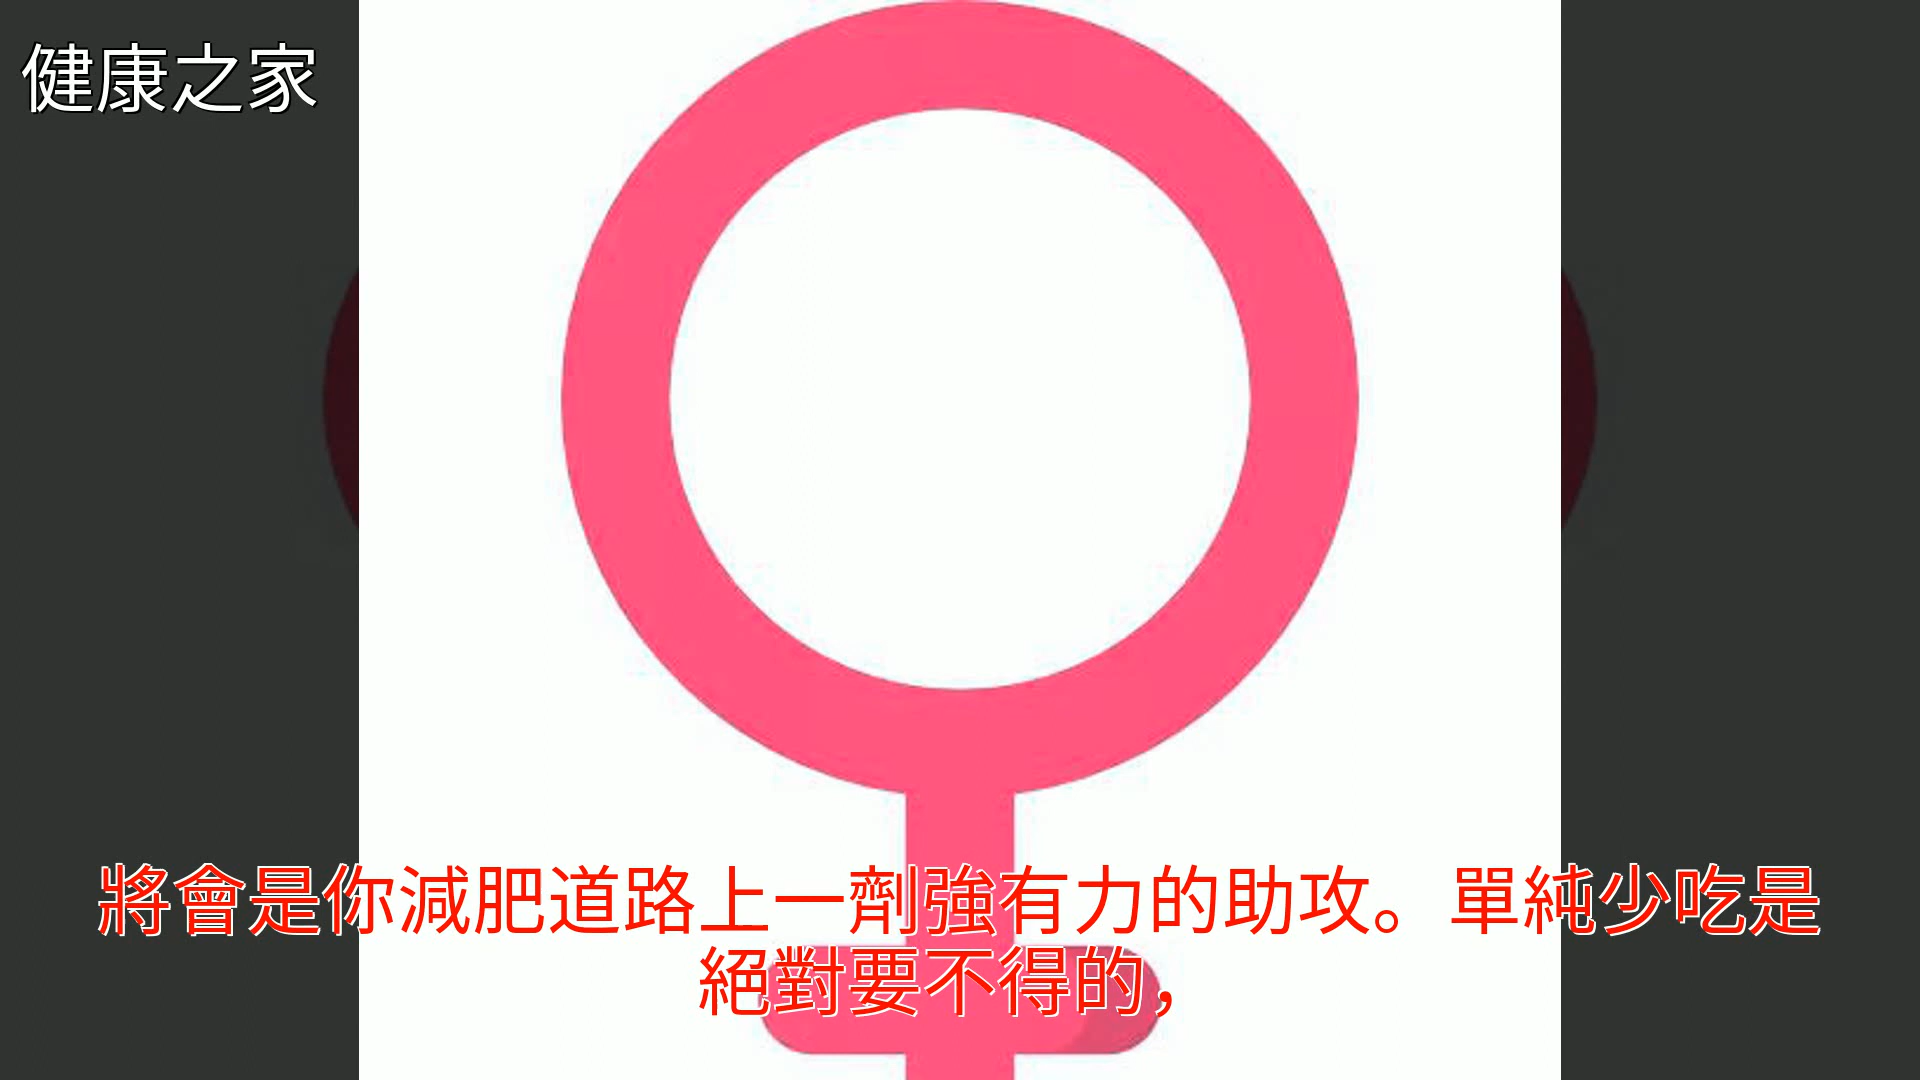 健康之家
將會是你減肥道路上一劑強有力的助攻。單純少吃是
絕對要不得的，